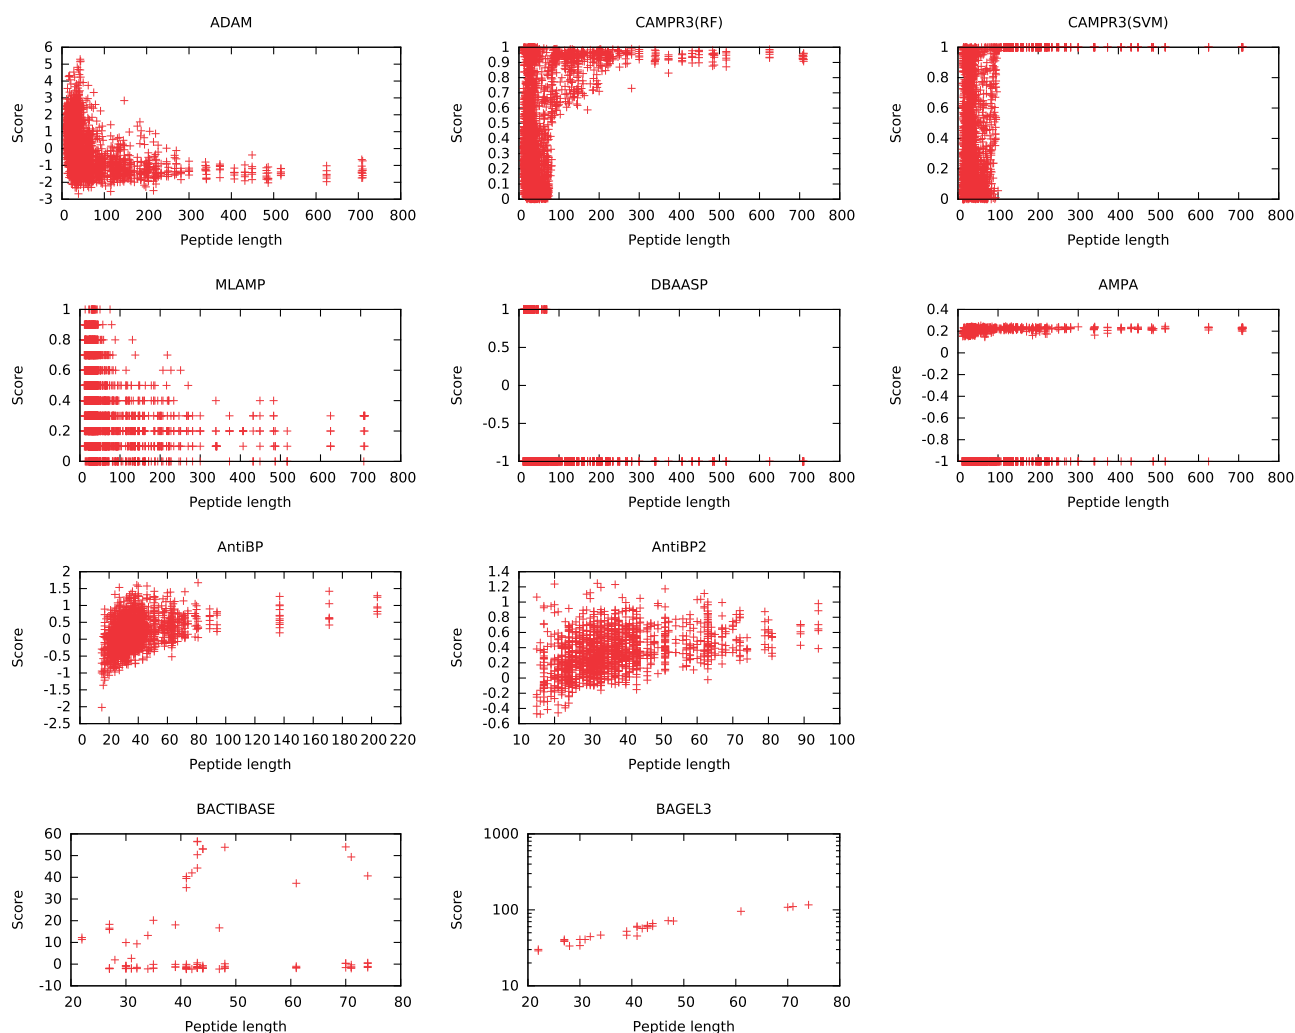 ADAM
6
5
4
3
2
1
0
-1
-2
-3
0 100 200 300 400 500 600 700 800
Score
Peptide length
CAMPR3(RF)
1
0.9
0.8
0.7
0.6
0.5
0.4
0.3
0.2
0.1
0
0 100 200 300 400 500 600 700 800
Score
Peptide length
CAMPR3(SVM)
1
0.8
0.6
0.4
0.2
0
0 100 200 300 400 500 600 700 800
Score
Peptide length
MLAMP
1
0.8
0.6
0.4
0.2
0
0 100 200 300 400 500 600 700 800
Score
Peptide length
DBAASP
1
0.5
0
-0.5
-1
0 100 200 300 400 500 600 700 800
Score
Peptide length
AMPA
0.4
0.2
0
-0.2
-0.4
-0.6
-0.8
-1
0 100 200 300 400 500 600 700 800
Score
Peptide length
AntiBP
2
1.5
1
0.5
0
-0.5
-1
-1.5
-2
-2.5
0 20 40 60 80 100 120 140 160 180 200 220
Score
Peptide length
AntiBP2
1.4
1.2
1
0.8
0.6
0.4
0.2
0
-0.2
-0.4
-0.6
10 20 30 40 50 60 70 80 90 100
Score
Peptide length
BACTIBASE
60
50
40
30
20
10
0
-10
20 30 40 50 60 70 80
Score
Peptide length
BAGEL3
1000
100
10
20 30 40 50 60 70 80
Score
Peptide length